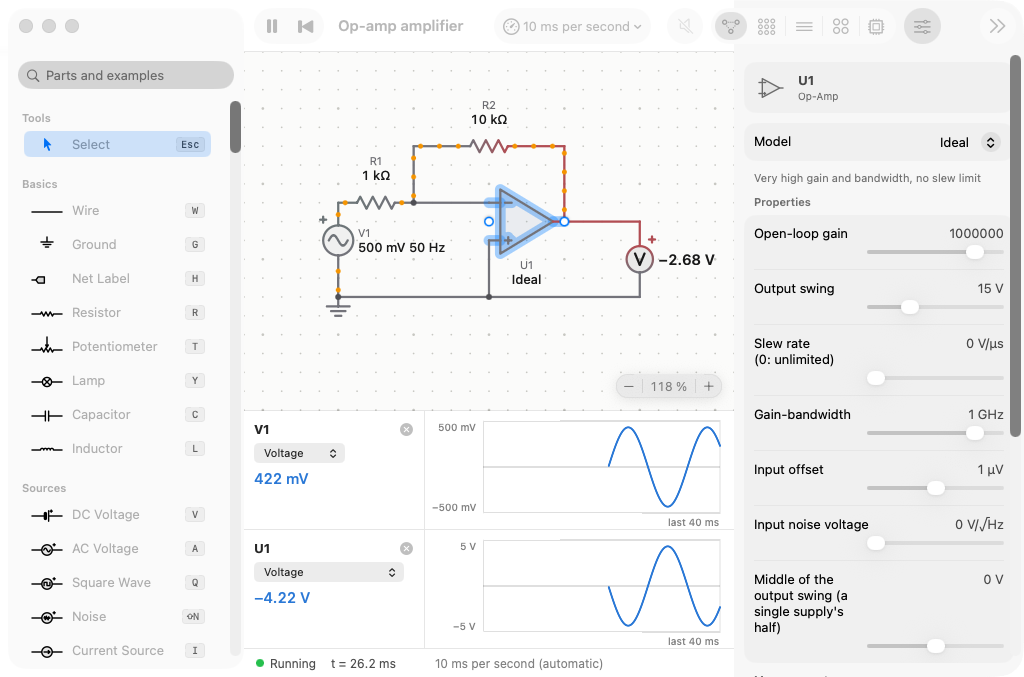 Op-amp amplifier
10 ms per second
Parts and examples
Tools
Select Esc
Basics
Wire W
Ground G
Net Label H
Resistor R
Potentiometer T
Lamp Y
Capacitor C
Inductor L
Sources
DC Voltage V
AC Voltage A
Square Wave Q
Noise ⇧N
Current Source I
R2
10 kΩ
R1
1 kΩ
V1
500 mV 50 Hz
U1
Ideal
V
−2.68 V
− 118 % +
V1
Voltage
422 mV
500 mV
−500 mV
last 40 ms
U1
Voltage
−4.22 V
5 V
−5 V
last 40 ms
Running t = 26.2 ms 10 ms per second (automatic)
U1
Op-Amp
Model Ideal
Very high gain and bandwidth, no slew limit
Properties
Open-loop gain 1000000
Output swing 15 V
Slew rate 0 V/µs
(0: unlimited)
Gain-bandwidth 1 GHz
Input offset 1 µV
Input noise voltage 0 V/√Hz
Middle of the 0 V
output swing (a
single supply's
half)